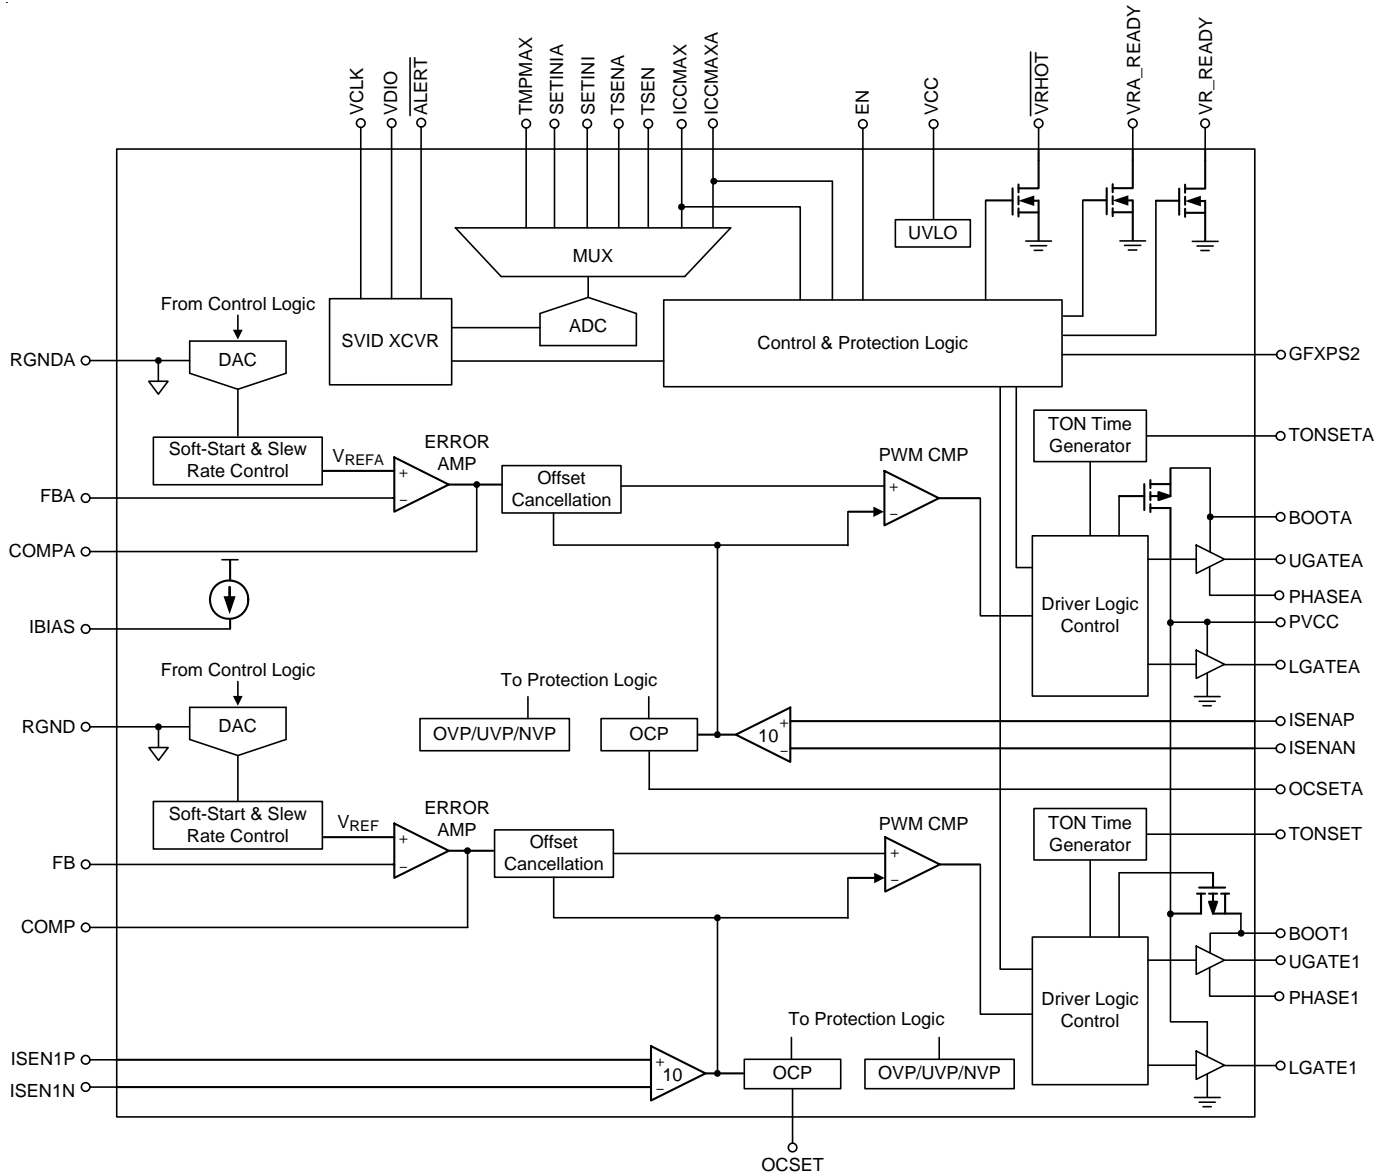 VCLK
VDIO
ALERT
TMPMAX
SETINIA
SETINI
TSENA
TSEN
ICCMAX
ICCMAXA
EN
VCC
VRHOT
VRA_READY
VR_READY
UVLO
MUX
From Control Logic
SVID XCVR
ADC
Control & Protection Logic
RGNDA
DAC
GFXPS2
TON Time
Generator
TONSETA
Soft-Start & Slew
Rate Control
VREFA
ERROR
AMP
+
−
Offset
Cancellation
PWM CMP
+
−
FBA
BOOTA
COMPA
UGATEA
PHASEA
Driver Logic
Control
IBIAS
PVCC
LGATEA
From Control Logic
To Protection Logic
RGND
DAC
OVP/UVP/NVP
OCP
10
+
−
ISENAP
ISENAN
OCSETA
Soft-Start & Slew
Rate Control
VREF
ERROR
AMP
+
−
Offset
Cancellation
PWM CMP
+
−
TON Time
Generator
TONSET
FB
COMP
BOOT1
UGATE1
PHASE1
Driver Logic
Control
To Protection Logic
ISEN1P
ISEN1N
+
−
10
OCP
OVP/UVP/NVP
LGATE1
OCSET